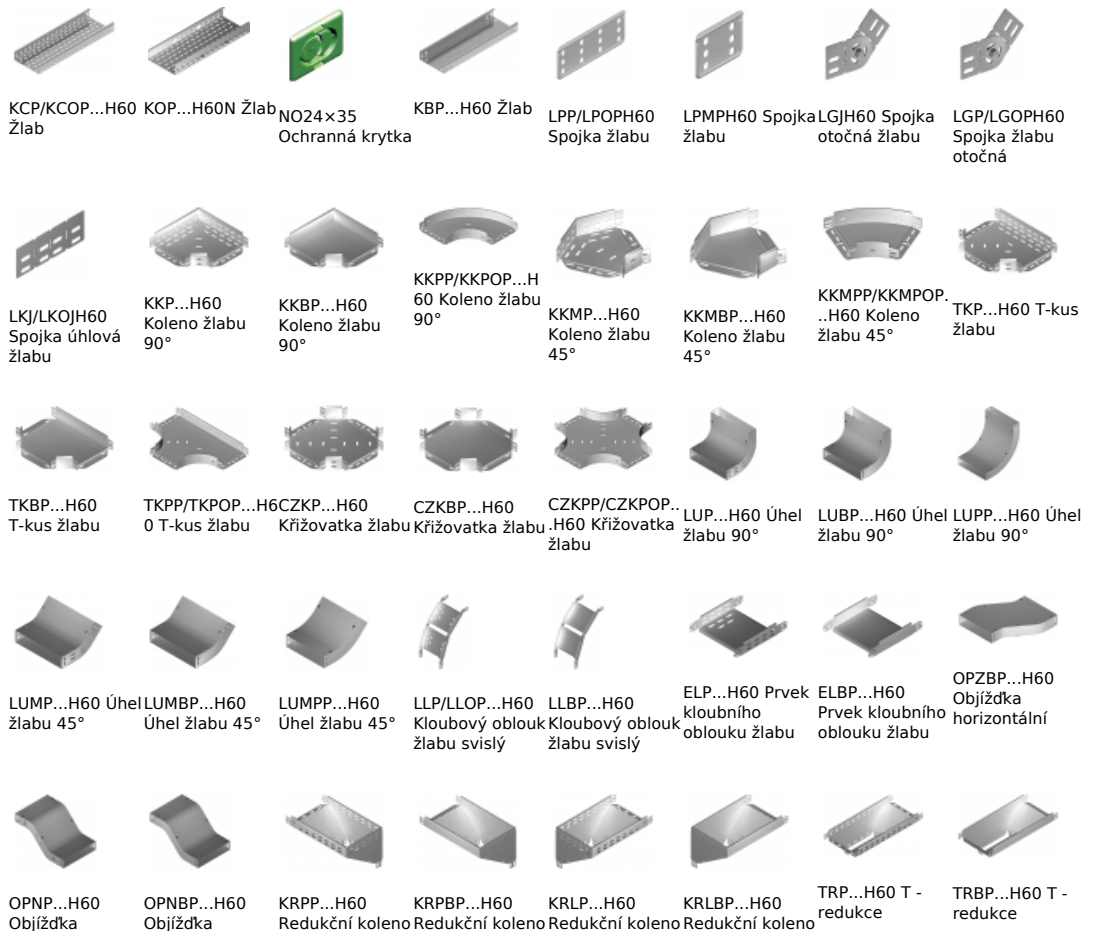 KCP/KCOP...H60
Žlab
KOP...H60N Žlab
NO24×35
Ochranná krytka
KBP...H60 Žlab
LPP/LPOPH60
Spojka žlabu
LPMPH60 Spojka
žlabu
LGJH60 Spojka
otočná žlabu
LGP/LGOPH60
Spojka žlabu
otočná
LKJ/LKOJH60
Spojka úhlová
žlabu
KKP...H60
Koleno žlabu
90°
KKBP...H60
Koleno žlabu
90°
KKPP/KKPOP...H
60 Koleno žlabu
90°
KKMP...H60
Koleno žlabu
45°
KKMBP...H60
Koleno žlabu
45°
KKMPP/KKMPOP.
..H60 Koleno
žlabu 45°
TKP...H60 T-kus
žlabu
TKBP...H60
T-kus žlabu
TKPP/TKPOP...H6
0 T-kus žlabu
CZKP...H60
Křižovatka žlabu
CZKBP...H60
Křižovatka žlabu
CZKPP/CZKPOP..
.H60 Křižovatka
žlabu
LUP...H60 Úhel
žlabu 90°
LUBP...H60 Úhel
žlabu 90°
LUPP...H60 Úhel
žlabu 90°
LUMP...H60 Úhel
žlabu 45°
LUMBP...H60
Úhel žlabu 45°
LUMPP...H60
Úhel žlabu 45°
LLP/LLOP...H60
Kloubový oblouk
žlabu svislý
LLBP...H60
Kloubový oblouk
žlabu svislý
ELP...H60 Prvek
kloubního
oblouku žlabu
ELBP...H60
Prvek kloubního
oblouku žlabu
OPZBP...H60
Objížďka
horizontální
OPNP...H60
Objížďka
OPNBP...H60
Objížďka
KRPP...H60
Redukční koleno
KRPBP...H60
Redukční koleno
KRLP...H60
Redukční koleno
KRLBP...H60
Redukční koleno
TRP...H60 T -
redukce
TRBP...H60 T -
redukce